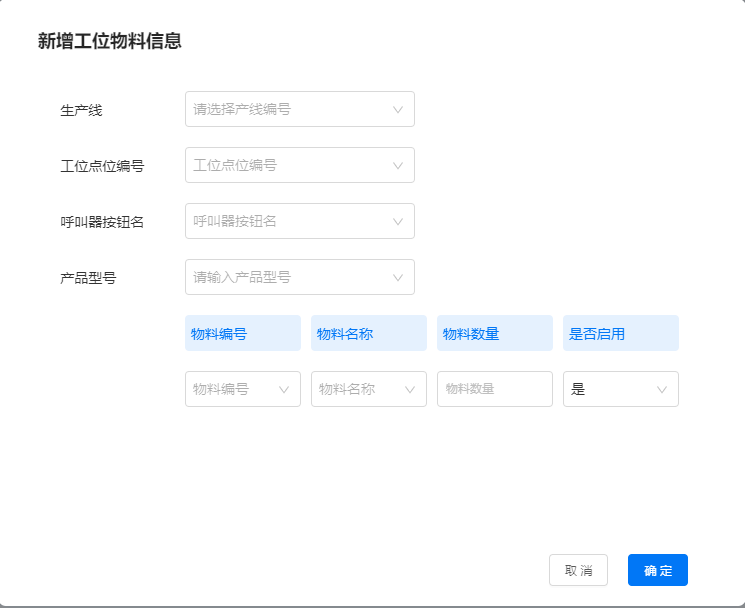 新增工位物料信息
生产线 请选择产线编号
工位点位编号 工位点位编号
呼叫器按钮名 呼叫器按钮名
产品型号 请输入产品型号
物料编号 物料名称 物料数量 是否启用
物料编号 物料名称 物料数量 是
取消 确定